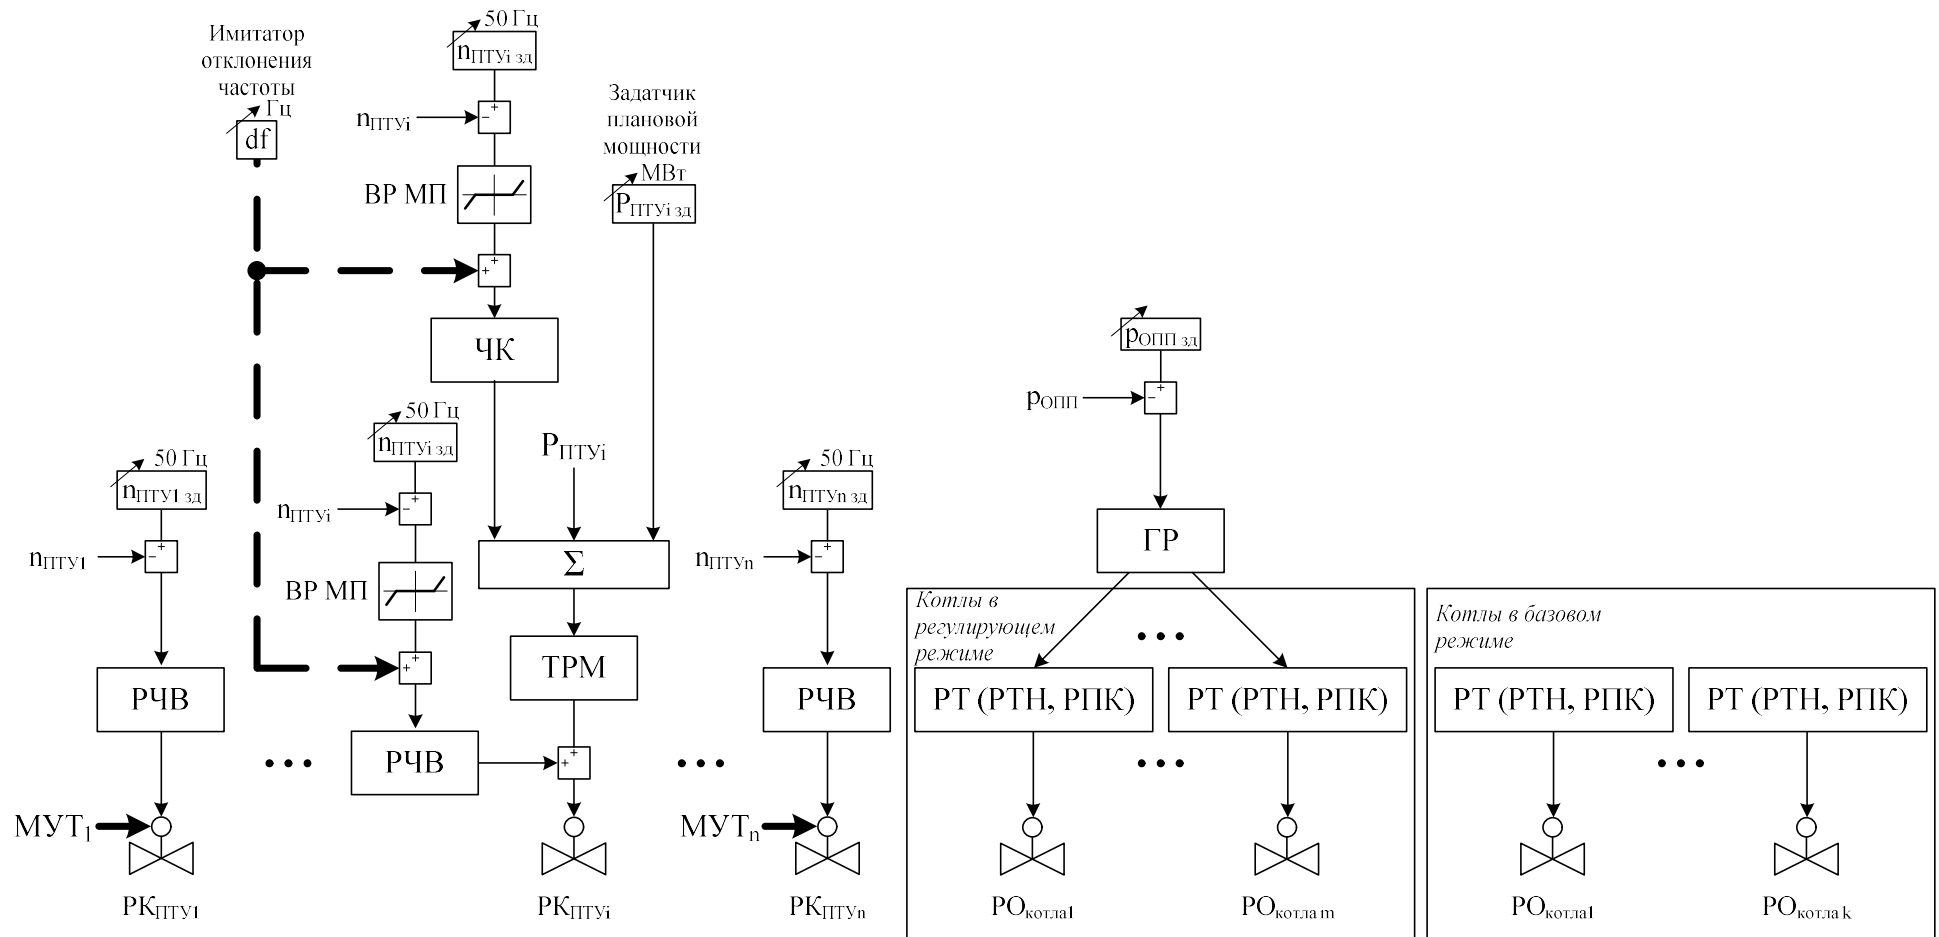 Имитатор
отклонения
частоты
Гц
df
50 Гц
nПТУi зд
nПТУi
+
−
ВР МП
+
+
ЧК
Задатчик
плановой
мощности
МВт
PПТУi зд
50 Гц
nПТУ1 зд
nПТУ1
+
−
РЧВ
МУТ1
РКПТУ1
50 Гц
nПТУi зд
nПТУi
+
−
ВР МП
+
+
РЧВ
PПТУi
Σ
ТРМ
+
+
РКПТУi
50 Гц
nПТУn зд
nПТУn
+
−
РЧВ
МУТn
РКПТУn
pОПП зд
pОПП
+
−
ГР
Котлы в
регулирующем
режиме
РТ (РТН, РПК)
РТ (РТН, РПК)
РОкотла1
РОкотла m
Котлы в базовом
режиме
РТ (РТН, РПК)
РТ (РТН, РПК)
РОкотла1
РОкотла k